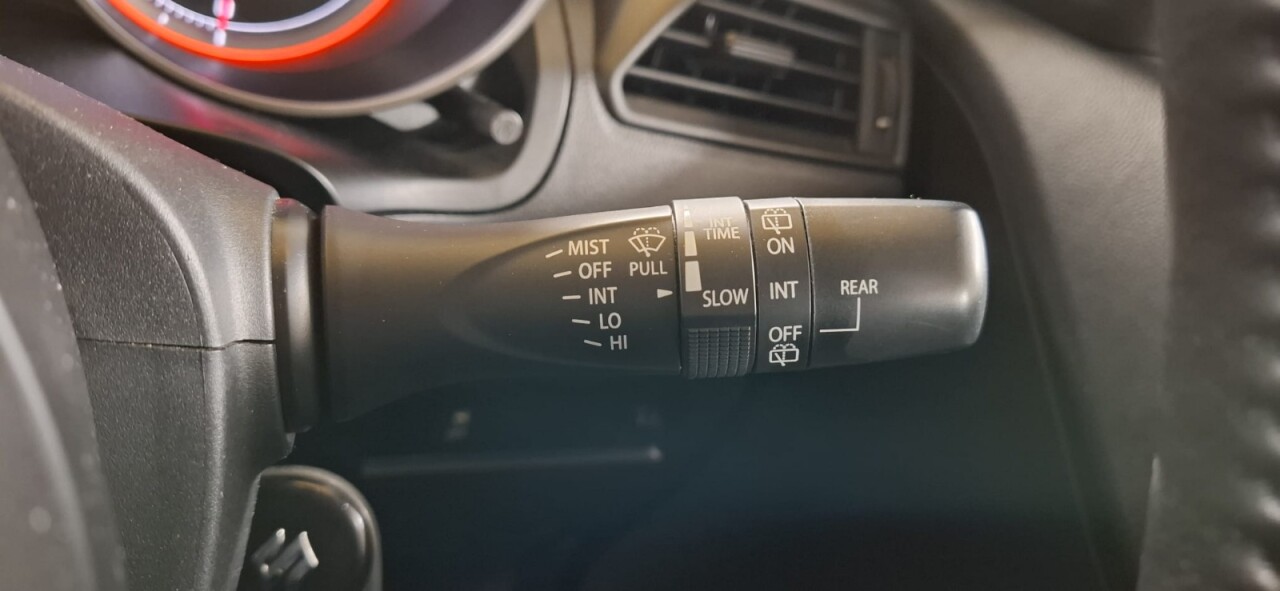 MIST
OFF
INT
LO
HI
PULL
INT
TIME
SLOW
ON
INT
OFF
REAR